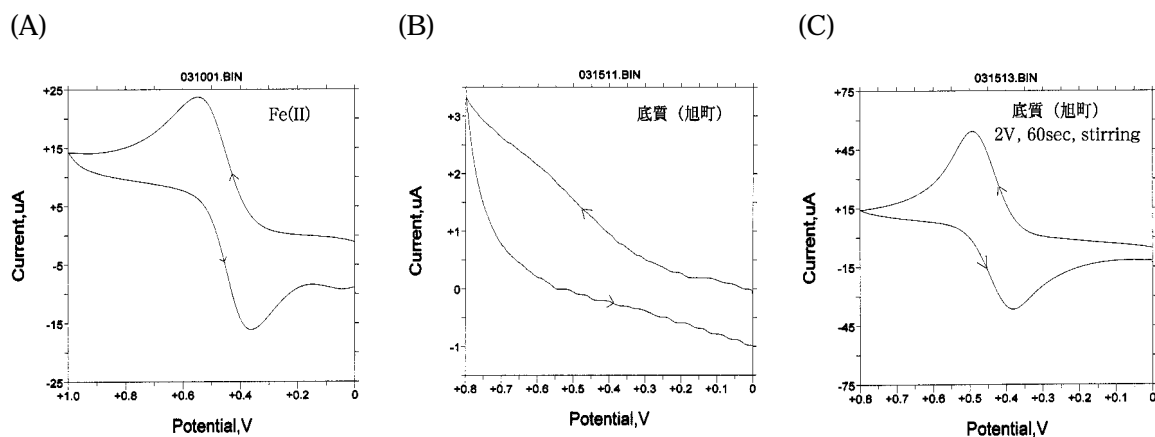 (A)
031001.BIN
Fe(II)
Current,uA
+25
+15
+5
-5
-15
-25
+1.0
+0.8
+0.6
+0.4
+0.2
0
Potential,V
(B)
031511.BIN
底質（旭町）
Current,uA
+3
+2
+1
0
-1
+0.8
+0.7
+0.6
+0.5
+0.4
+0.3
+0.2
+0.1
0
Potential,V
(C)
031513.BIN
底質（旭町）
2V, 60sec, stirring
Current,uA
+75
+45
+15
-15
-45
-75
+0.8
+0.7
+0.6
+0.5
+0.4
+0.3
+0.2
+0.1
0
Potential,V